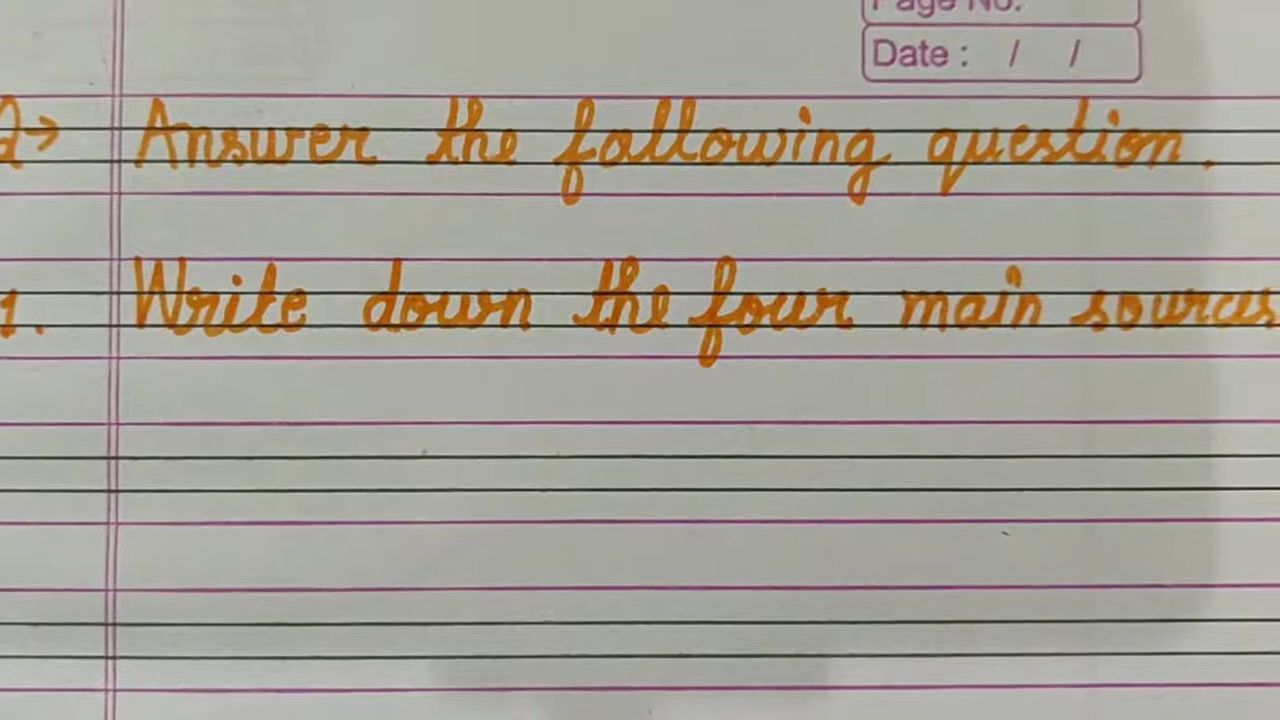 Page No.
Date : / /
Q→ Answer the following question.
1. Write down the four main sources